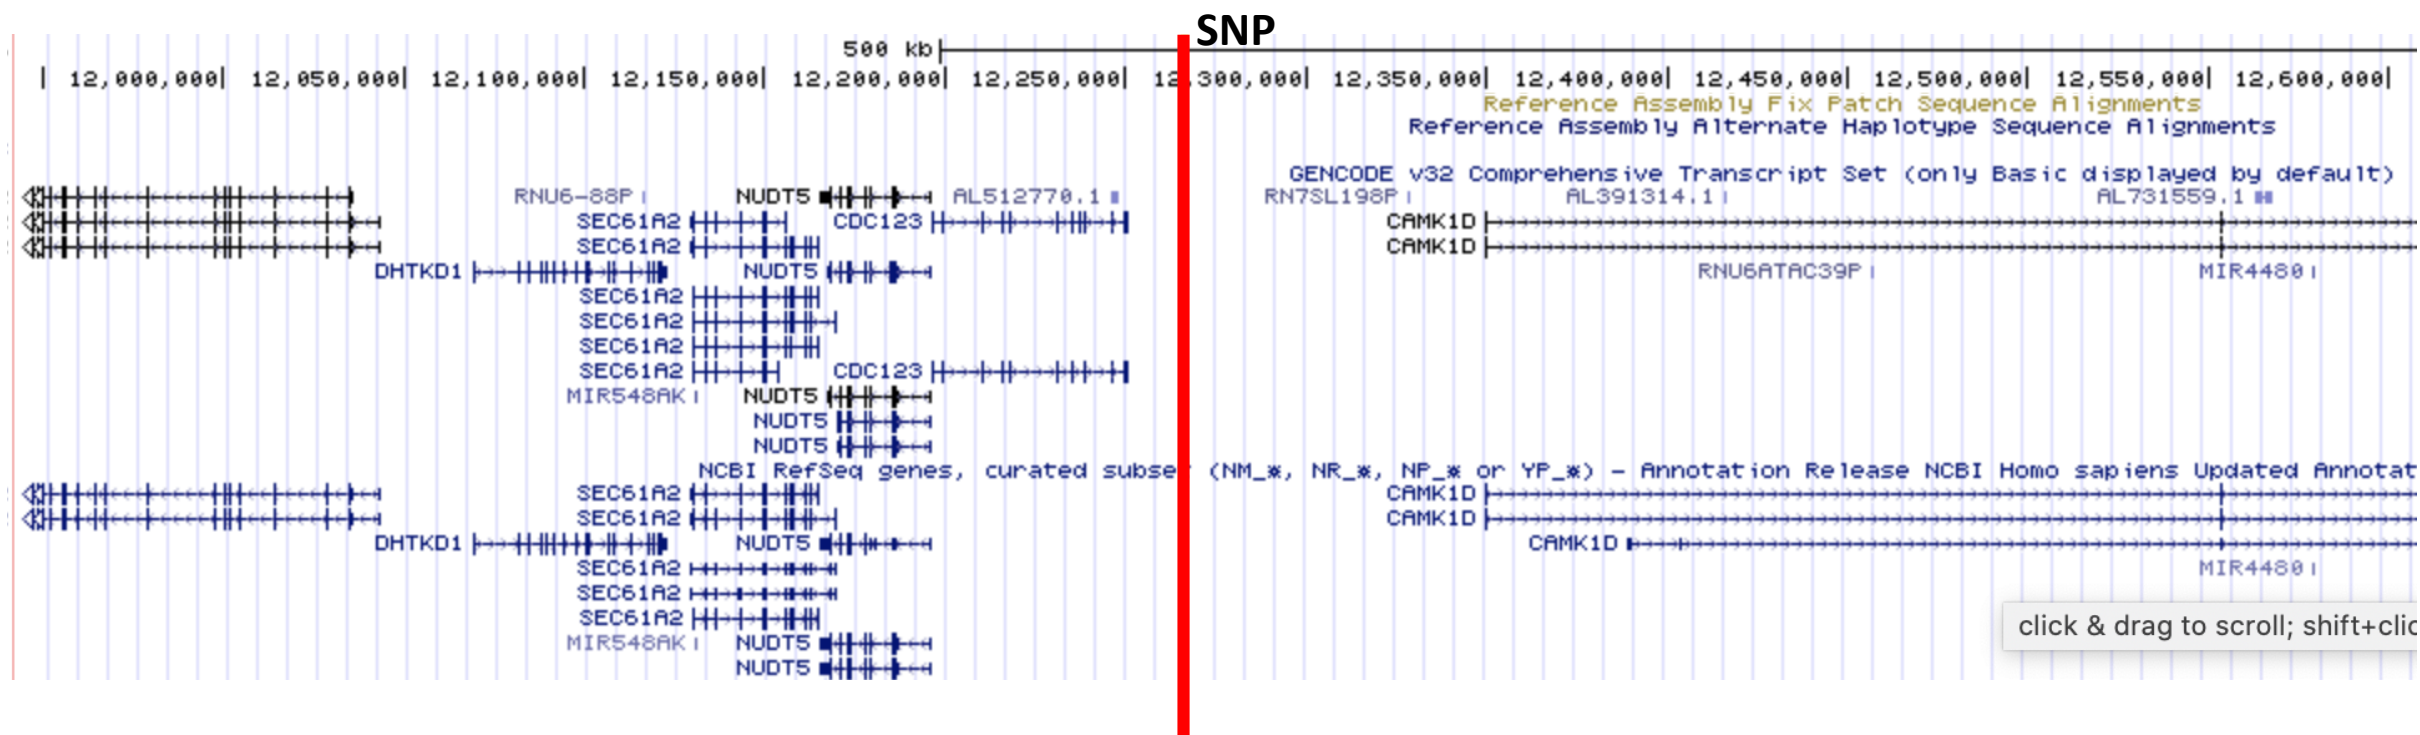 SNP
500 kb
12,000,000| 12,050,000| 12,100,000| 12,150,000| 12,200,000| 12,250,000| 12,300,000| 12,350,000| 12,400,000| 12,450,000| 12,500,000| 12,550,000| 12,600,000|
Reference Assembly Fix Patch Sequence Alignments
Reference Assembly Alternate Haplotype Sequence Alignments
GENCODE v32 Comprehensive Transcript Set (only Basic displayed by default)
RNU6-88P NUDT5 AL512770.1 RN7SL198P AL391314.1 AL731559.1
SEC61A2 CDC123 CAMK1D
SEC61A2 CAMK1D
DHTKD1 NUDT5 RNU6ATAC39P MIR4480
SEC61A2
SEC61A2
SEC61A2
SEC61A2 CDC123
MIR548AK NUDT5
NUDT5
NUDT5
NCBI RefSeq genes, curated subse (NM_*, NR_*, NP_* or YP_*) - Annotation Release NCBI Homo sapiens Updated Annotat
SEC61A2 CAMK1D
SEC61A2 CAMK1D
DHTKD1 NUDT5 CAMK1D
SEC61A2 MIR4480
SEC61A2
SEC61A2
MIR548AK NUDT5
NUDT5
click & drag to scroll; shift+clic